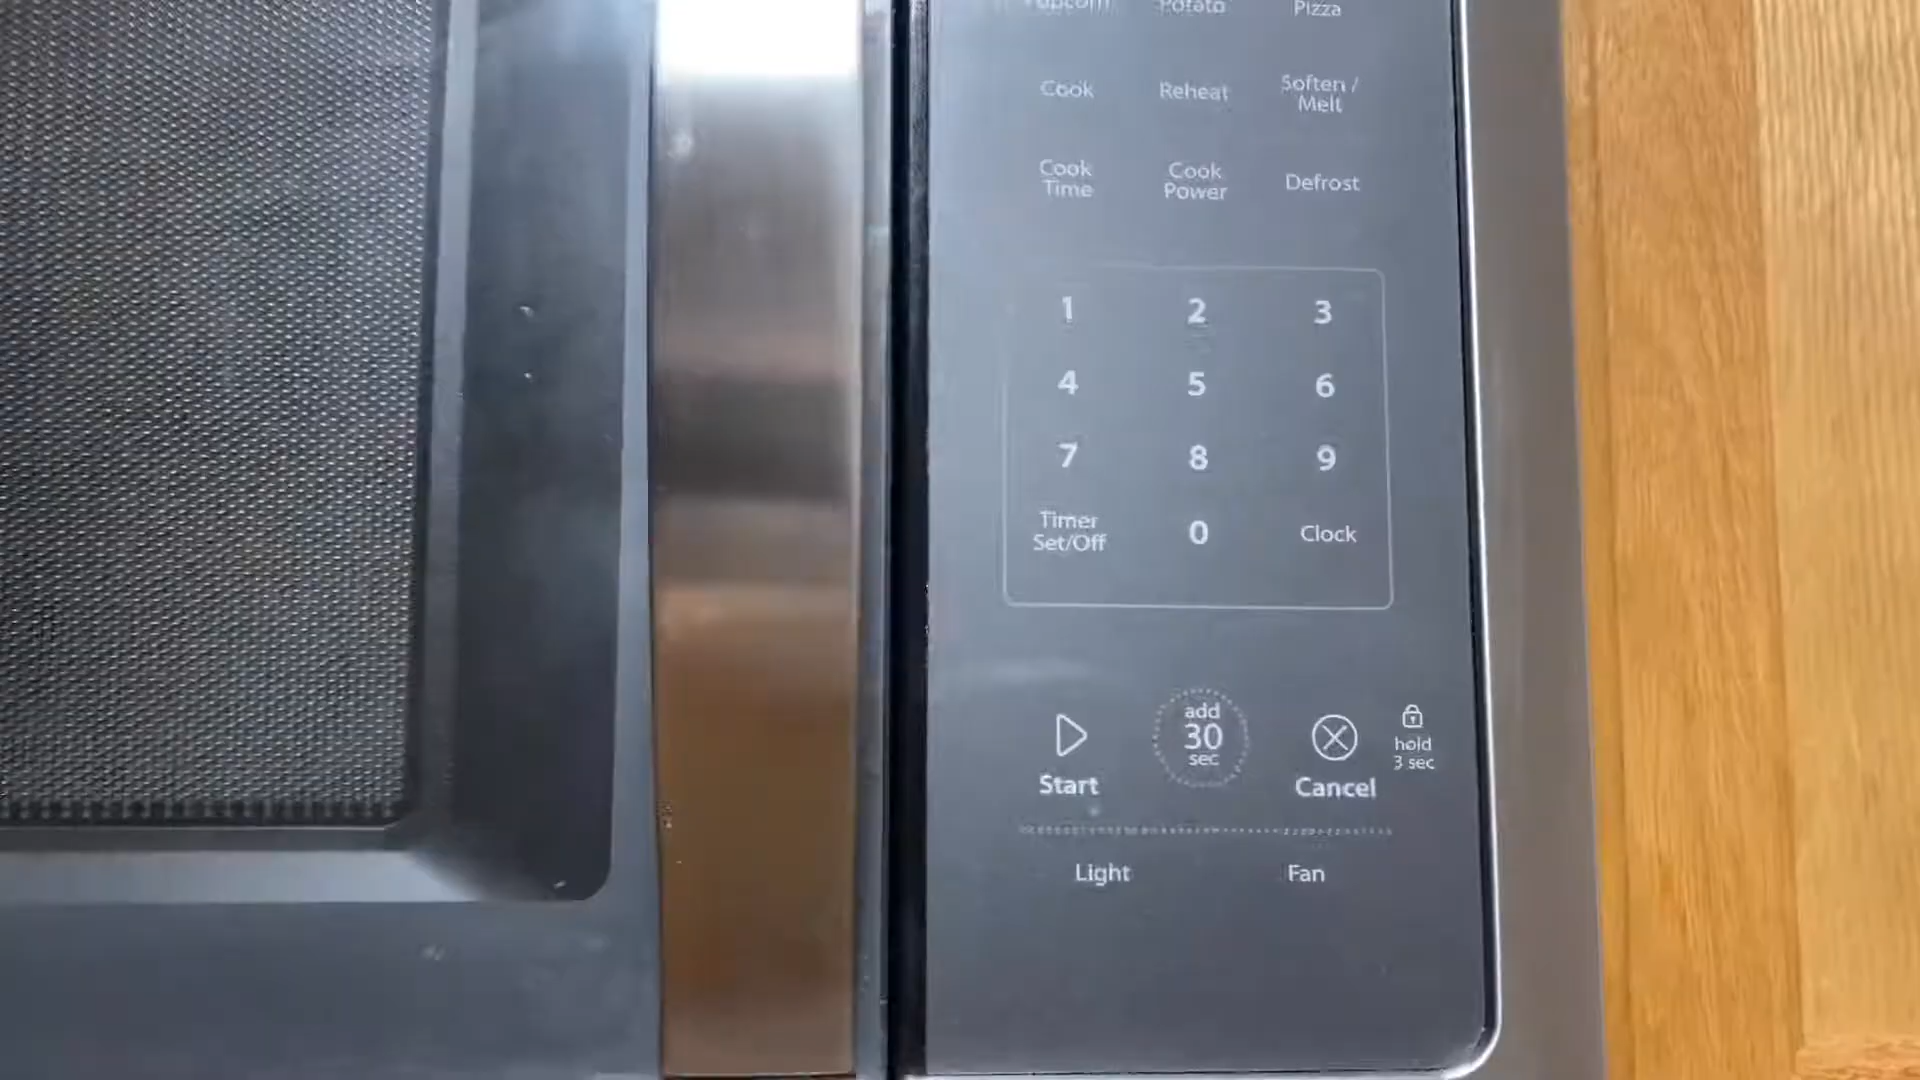 Popcorn Potato Pizza
Cook Reheat Soften /
Melt
Cook Time Cook Power Defrost
1 2 3
4 5 6
7 8 9
Timer
Set/Off 0 Clock
add
30
sec
Start
Cancel
hold
3 sec
Light Fan